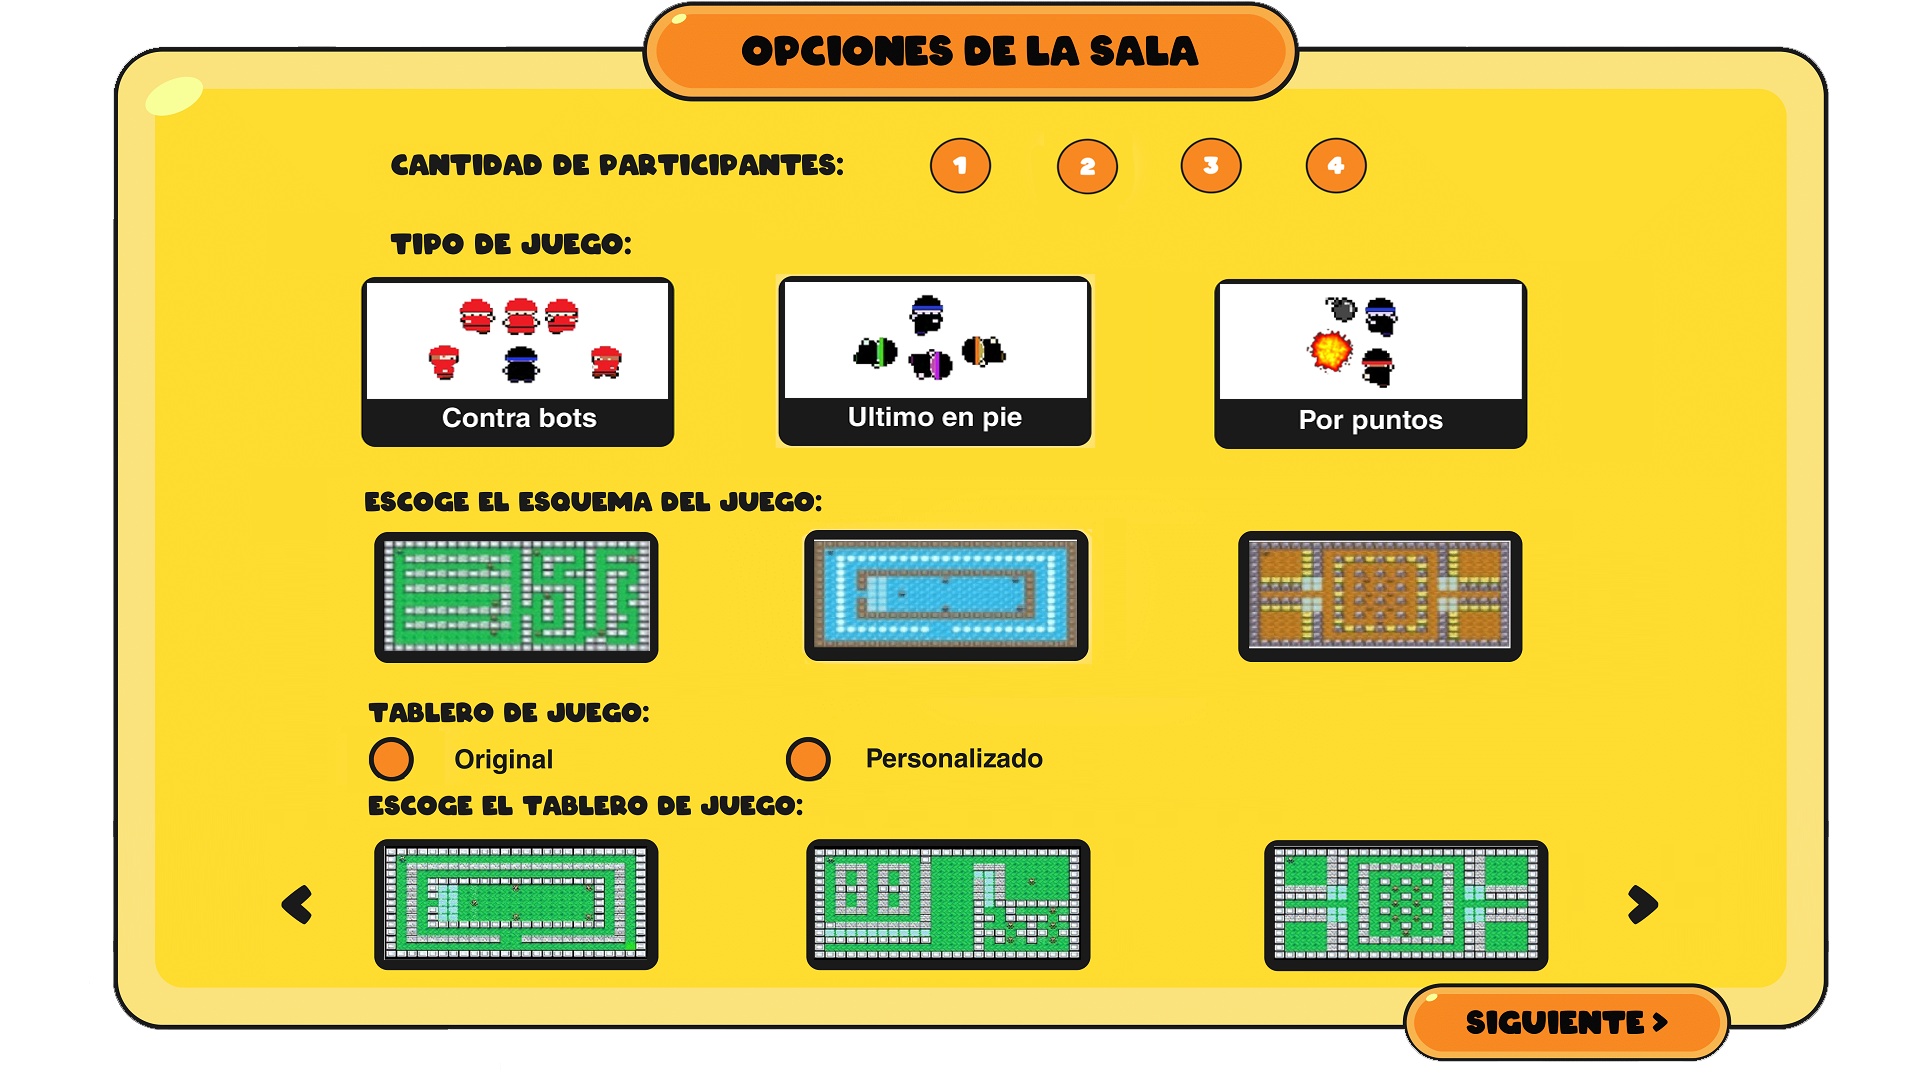 OPCIONES DE LA SALA
CANTIDAD DE PARTICIPANTES: 1 2 3 4
TIPO DE JUEGO:
Contra bots Ultimo en pie Por puntos
ESCOGE EL ESQUEMA DEL JUEGO:
TABLERO DE JUEGO:
Original Personalizado
ESCOGE EL TABLERO DE JUEGO:
< >
SIGUIENTE >